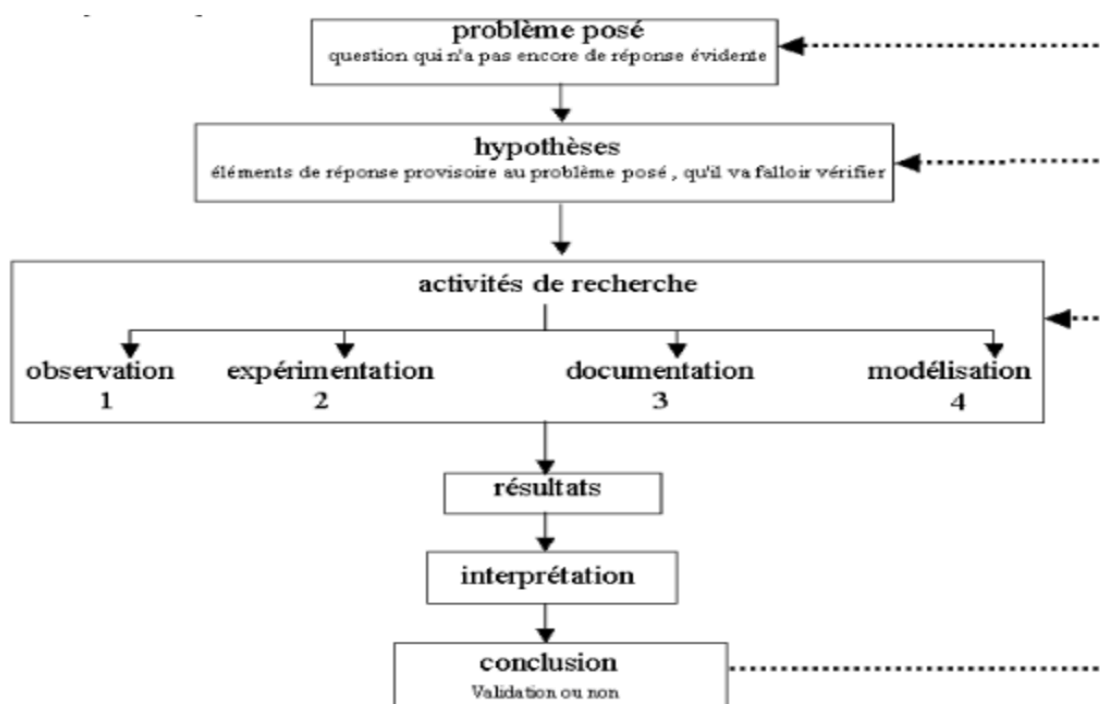 problème posé
question qui n'a pas encore de réponse évidente
hypothèses
éléments de réponse provisoire au problème posé , qu'il va falloir vérifier
activités de recherche
observation expérimentation documentation modélisation
1 2 3 4
résultats
interprétation
conclusion
Validation ou non